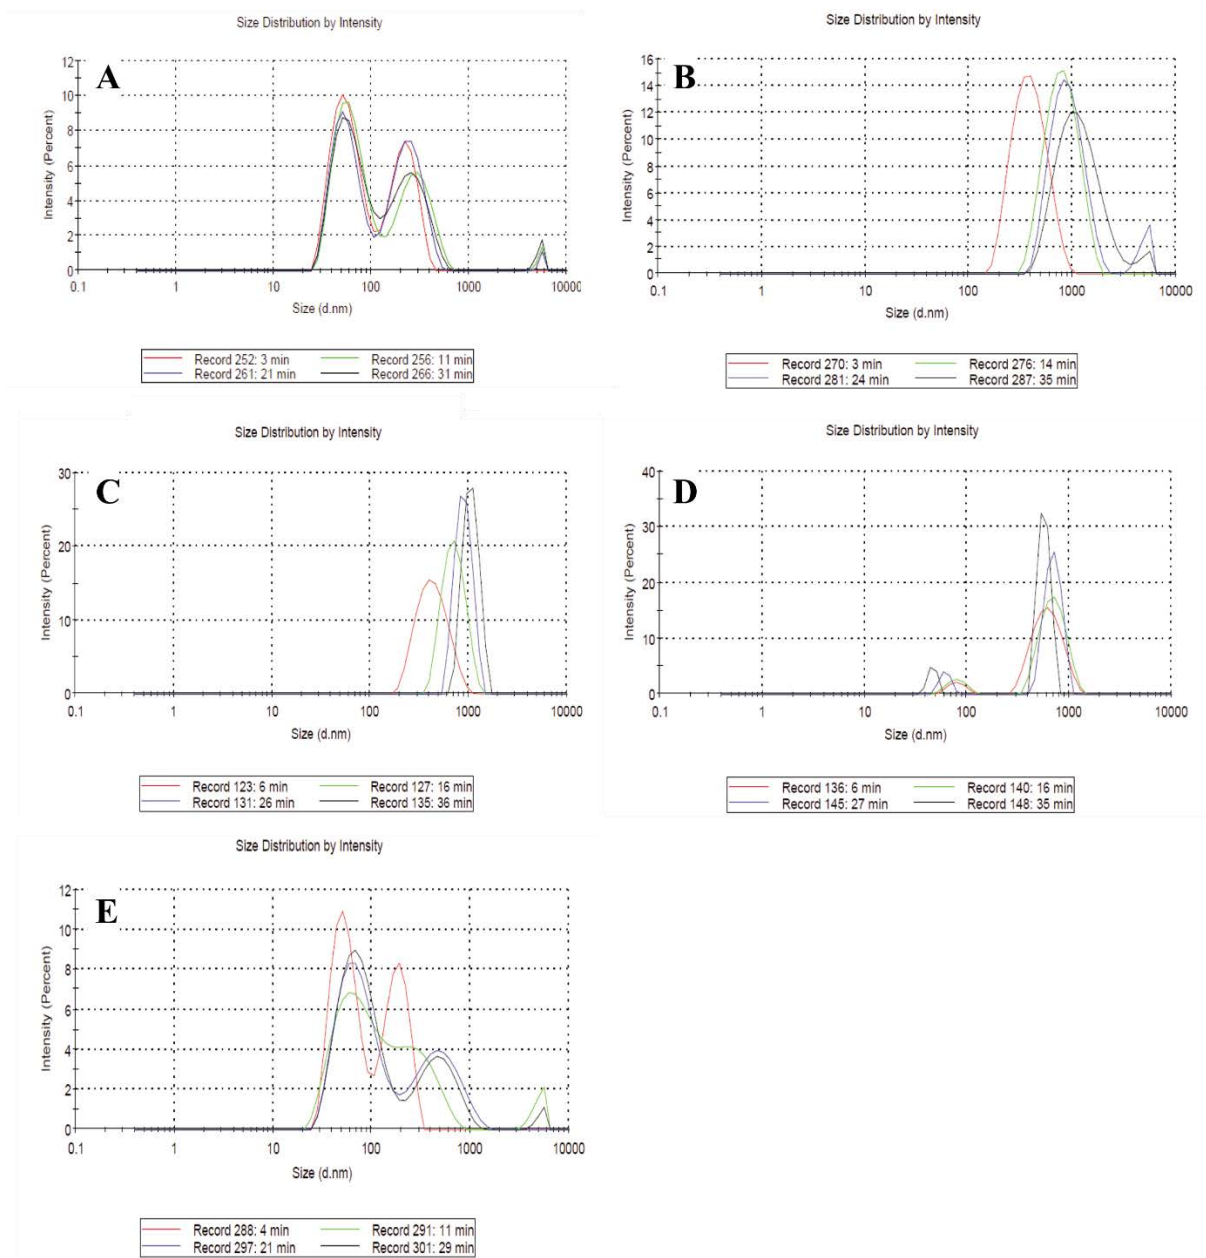 Size Distribution by Intensity
A
Intensity (Percent)
12
10
8
6
4
2
0
0.1 1 10 100 1000 10000
Size (d.nm)
Record 252: 3 min Record 256: 11 min
Record 261: 21 min Record 266: 31 min
Size Distribution by Intensity
B
Intensity (Percent)
16
14
12
10
8
6
4
2
0
0.1 1 10 100 1000 10000
Size (d.nm)
Record 270: 3 min Record 276: 14 min
Record 281: 24 min Record 287: 35 min
Size Distribution by Intensity
C
Intensity (Percent)
30
20
10
0
0.1 1 10 100 1000 10000
Size (d.nm)
Record 123: 6 min Record 127: 16 min
Record 131: 26 min Record 135: 36 min
Size Distribution by Intensity
D
Intensity (Percent)
40
30
20
10
0
0.1 1 10 100 1000 10000
Size (d.nm)
Record 136: 6 min Record 140: 16 min
Record 145: 27 min Record 148: 35 min
Size Distribution by Intensity
E
Intensity (Percent)
12
10
8
6
4
2
0
0.1 1 10 100 1000 10000
Size (d.nm)
Record 288: 4 min Record 291: 11 min
Record 297: 21 min Record 301: 29 min